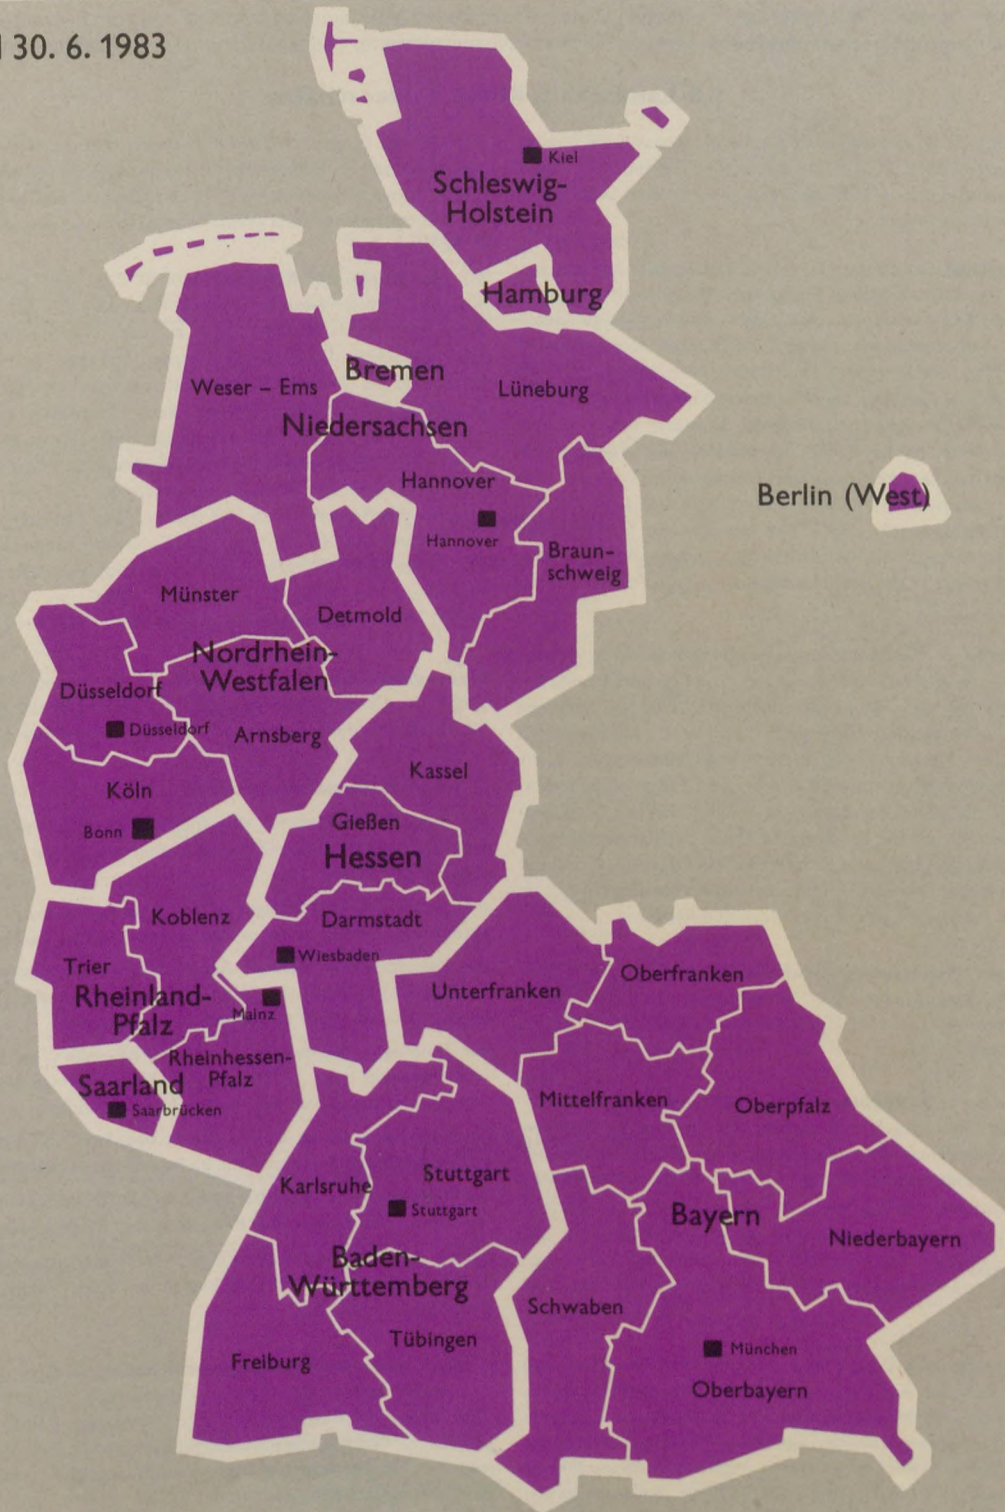 30. 6. 1983
Kiel
Schleswig-
Holstein
Hamburg
Bremen
Weser – Ems
Lüneburg
Niedersachsen
Hannover
Hannover
Braun-
schweig
Berlin (West)
Münster
Detmold
Nordrhein-
Westfalen
Düsseldorf
Düsseldorf
Arnsberg
Köln
Bonn
Kassel
Gießen
Hessen
Darmstadt
Wiesbaden
Koblenz
Trier
Rheinland-
Pfalz
Mainz
Rheinhessen-
Pfalz
Saarland
Saarbrücken
Unterfranken
Oberfranken
Mittelfranken
Oberpfalz
Karlsruhe
Stuttgart
Stuttgart
Baden-
Württemberg
Bayern
Niederbayern
Schwaben
Tübingen
Freiburg
München
Oberbayern